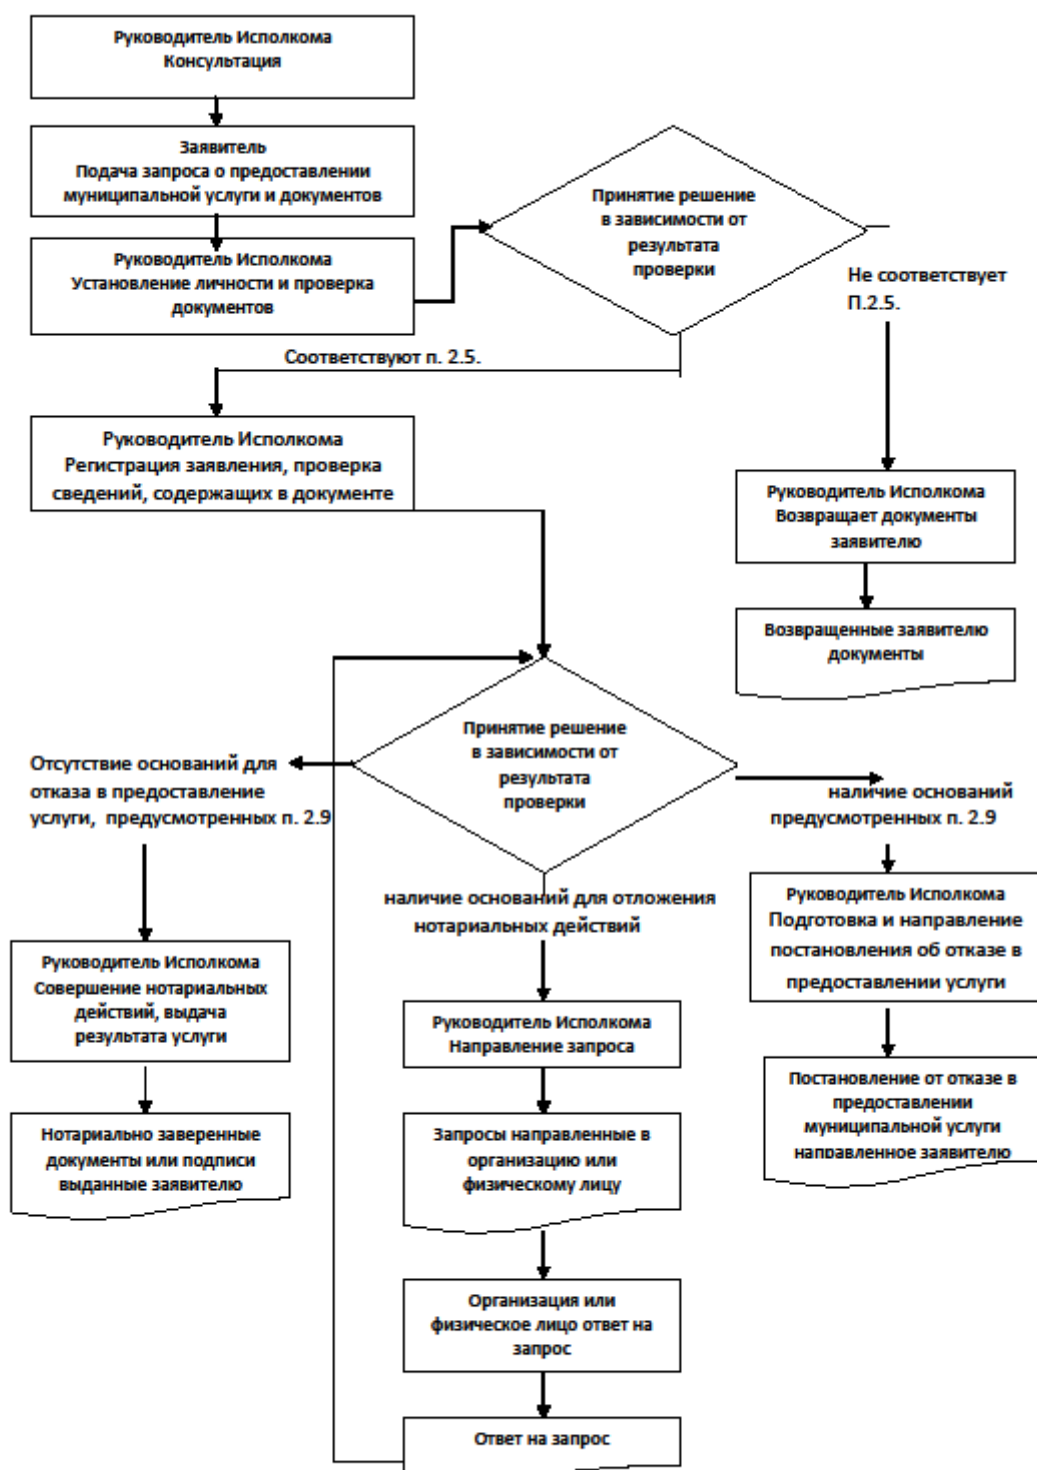 Руководитель Исполкома
Консультация
Заявитель
Подача запроса о предоставлении
муниципальной услуги и документов
Руководитель Исполкома
Установление личности и проверка
документов
Принятие решение
в зависимости от
результата
проверки
Не соответствует
П.2.5.
Соответствуют п. 2.5.
Руководитель Исполкома
Регистрация заявления, проверка
сведений, содержащих в документе
Руководитель Исполкома
Возвращает документы
заявителю
Возвращенные заявителю
документы
Принятие решение
в зависимости от
результата
проверки
Отсутствие оснований для
отказа в предоставление
услуги, предусмотренных п. 2.9
наличие оснований
предусмотренных п. 2.9
наличие оснований для отложения
нотариальных действий
Руководитель Исполкома
Подготовка и направление
постановления об отказе в
предоставлении услуги
Руководитель Исполкома
Совершение нотариальных
действий, выдача
результата услуги
Руководитель Исполкома
Направление запроса
Постановление от отказе в
предоставлении
муниципальной услуги
направленное заявителю
Нотариально заверенные
документы или подписи
выданные заявителю
Запросы направленные в
организацию или
физическому лицу
Организация или
физическое лицо ответ на
запрос
Ответ на запрос